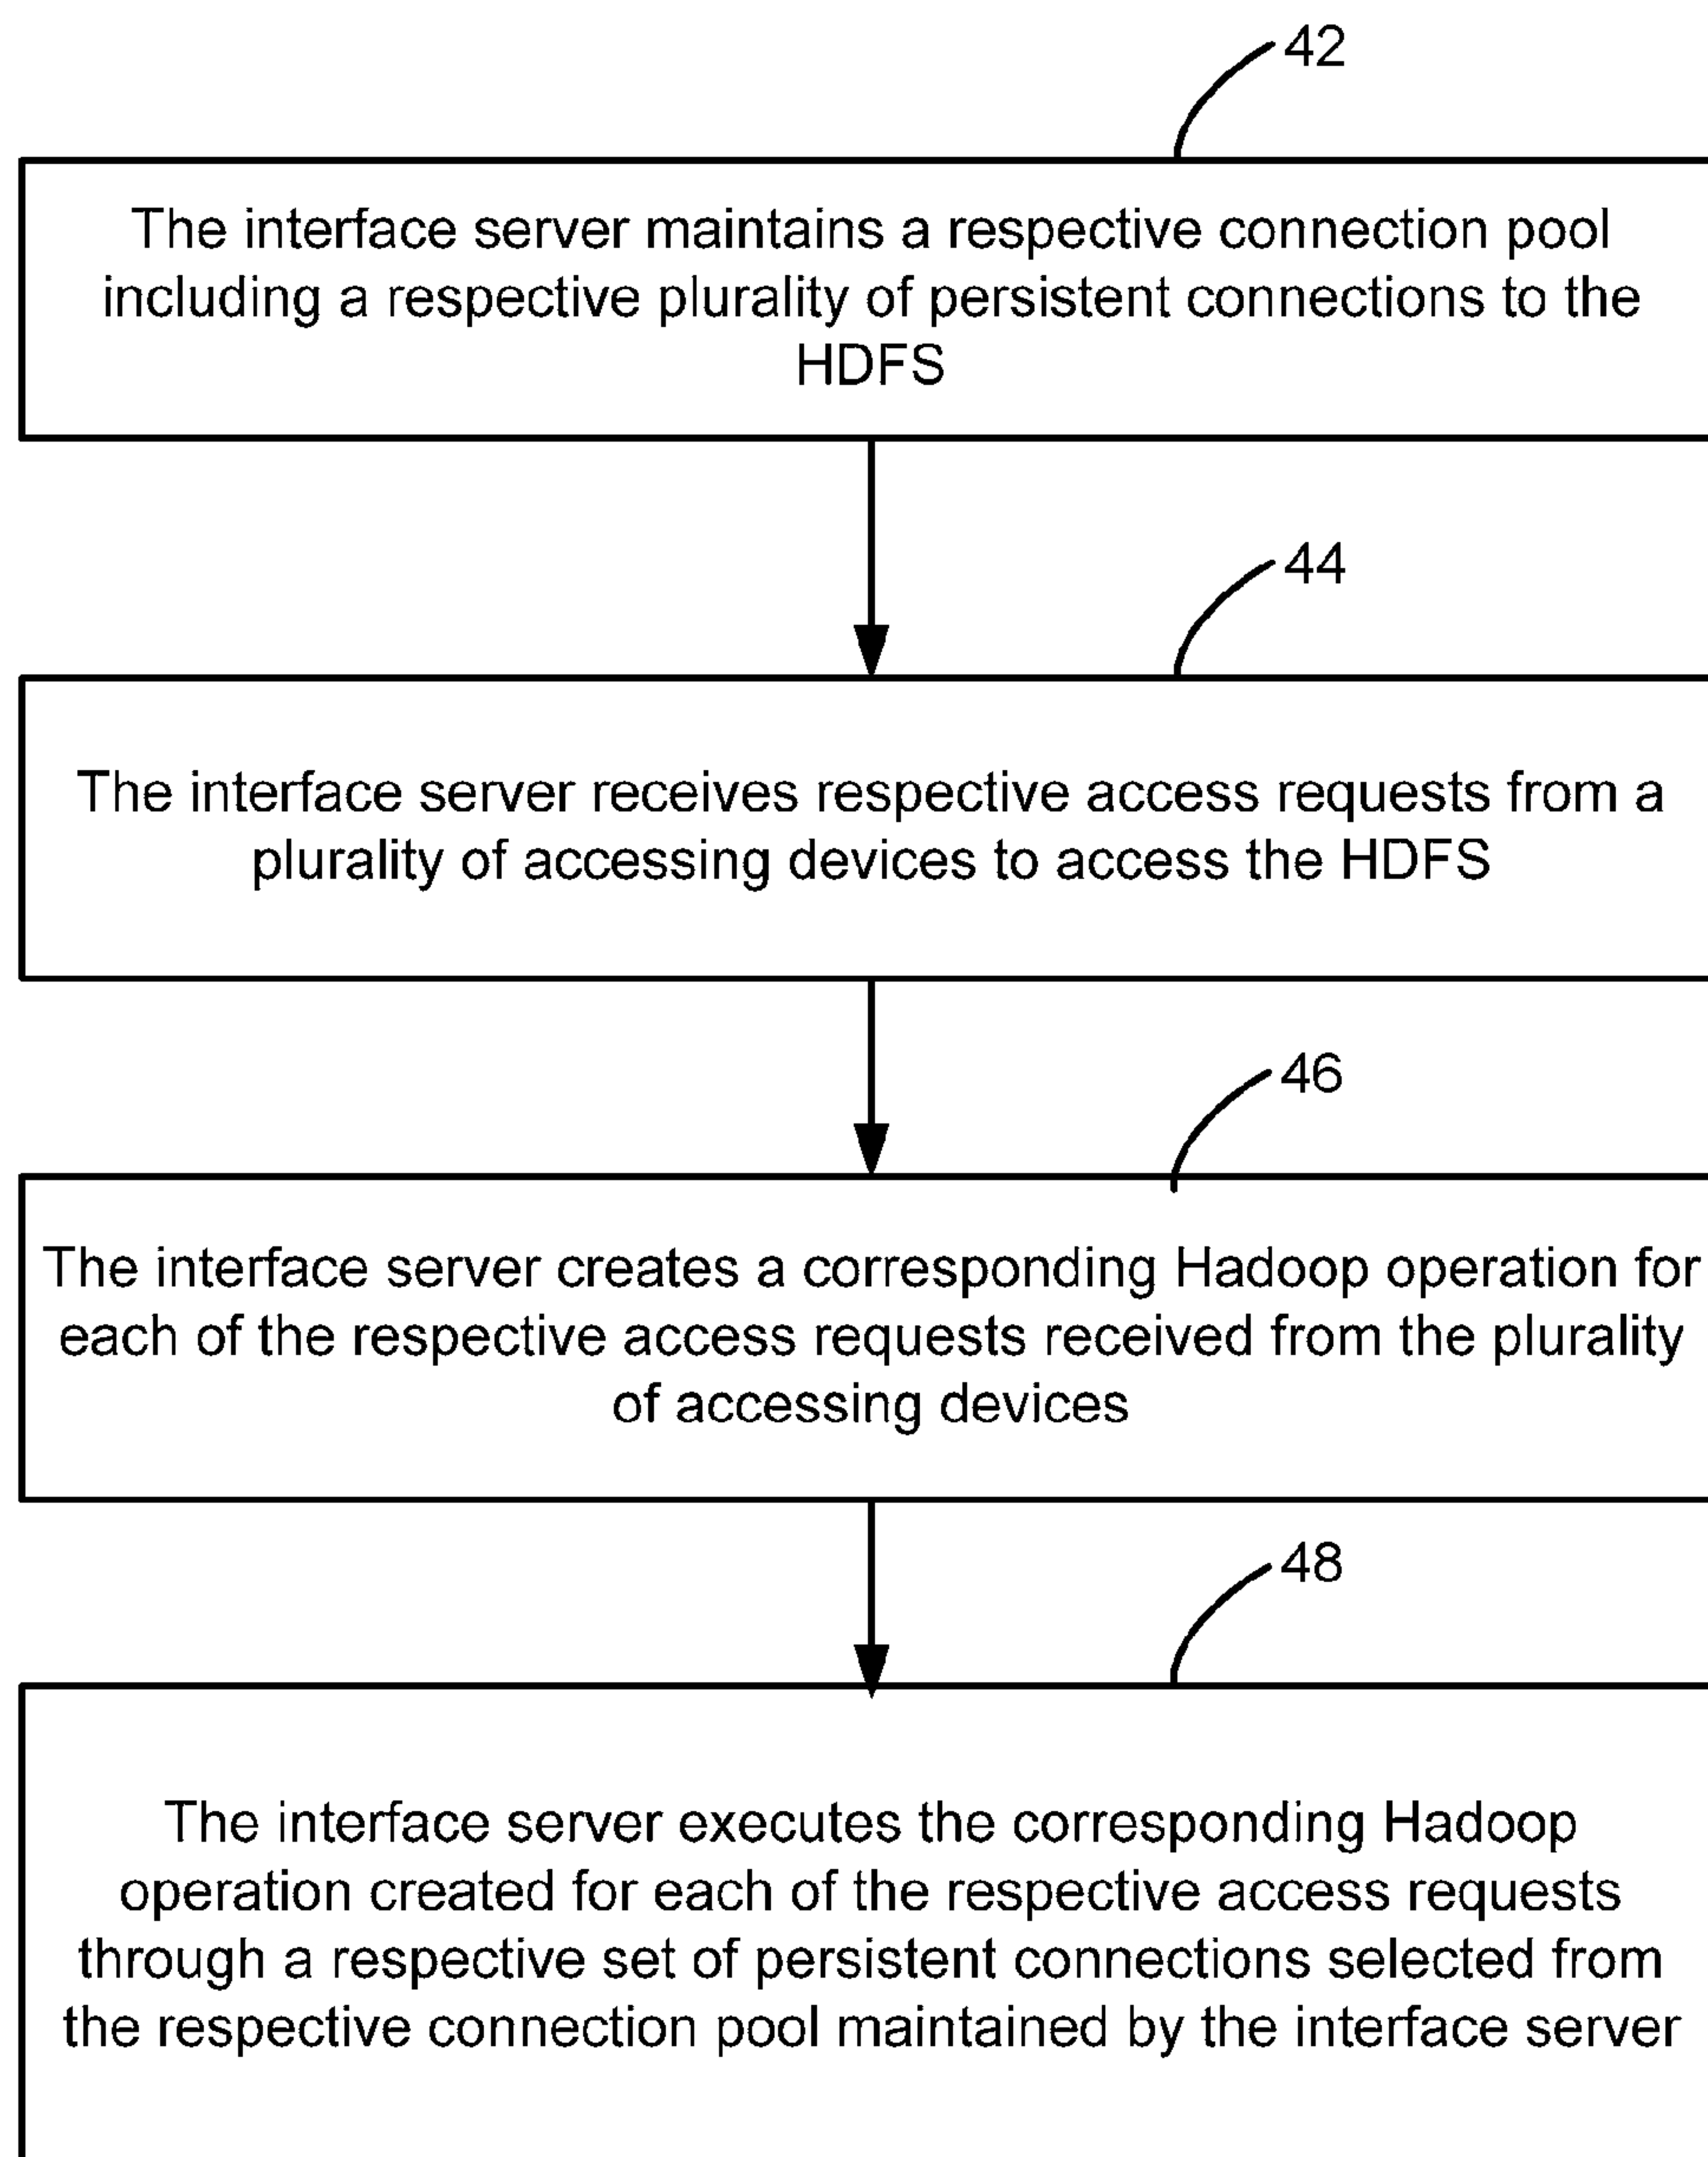 42
The interface server maintains a respective connection pool
including a respective plurality of persistent connections to the
HDFS
44
The interface server receives respective access requests from a
plurality of accessing devices to access the HDFS
46
The interface server creates a corresponding Hadoop operation for
each of the respective access requests received from the plurality
of accessing devices
48
The interface server executes the corresponding Hadoop
operation created for each of the respective access requests
through a respective set of persistent connections selected from
the respective connection pool maintained by the interface server